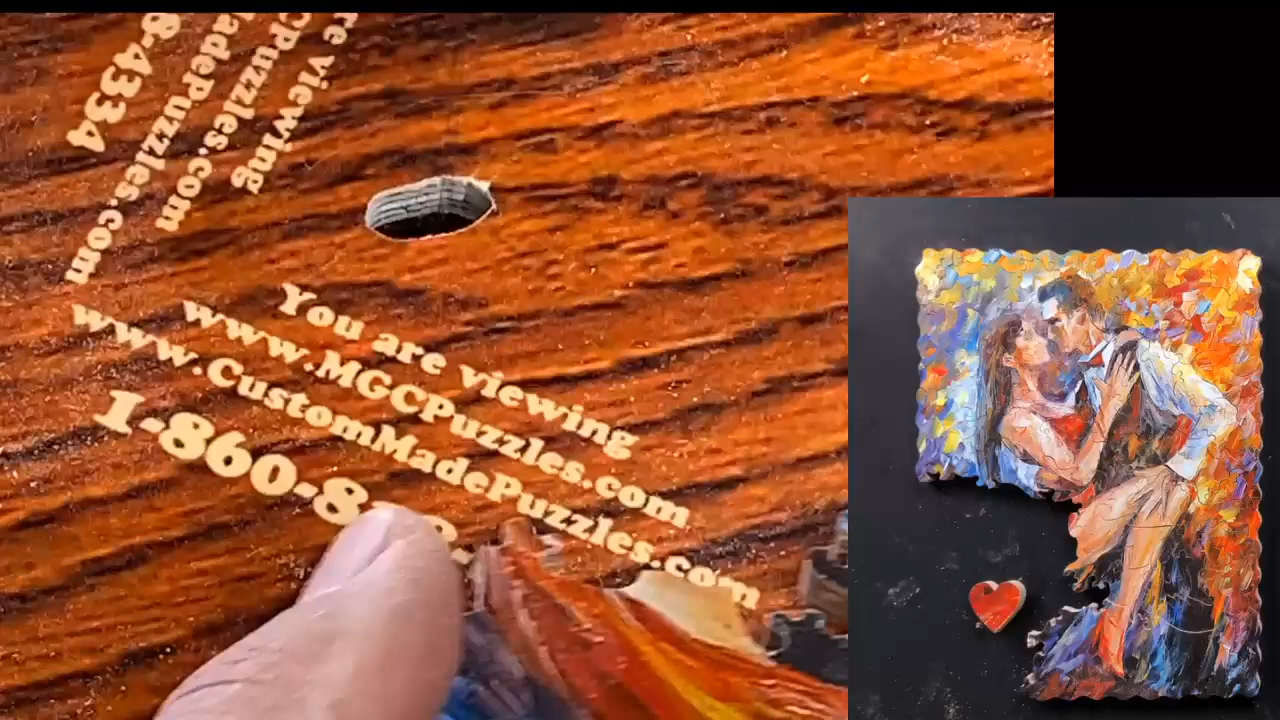 re viewing
CPuzzles.com
adePuzzles.com
8-4334
You are viewing
www.MGCPuzzles.com
www.CustomMadePuzzles.com
1-860-8